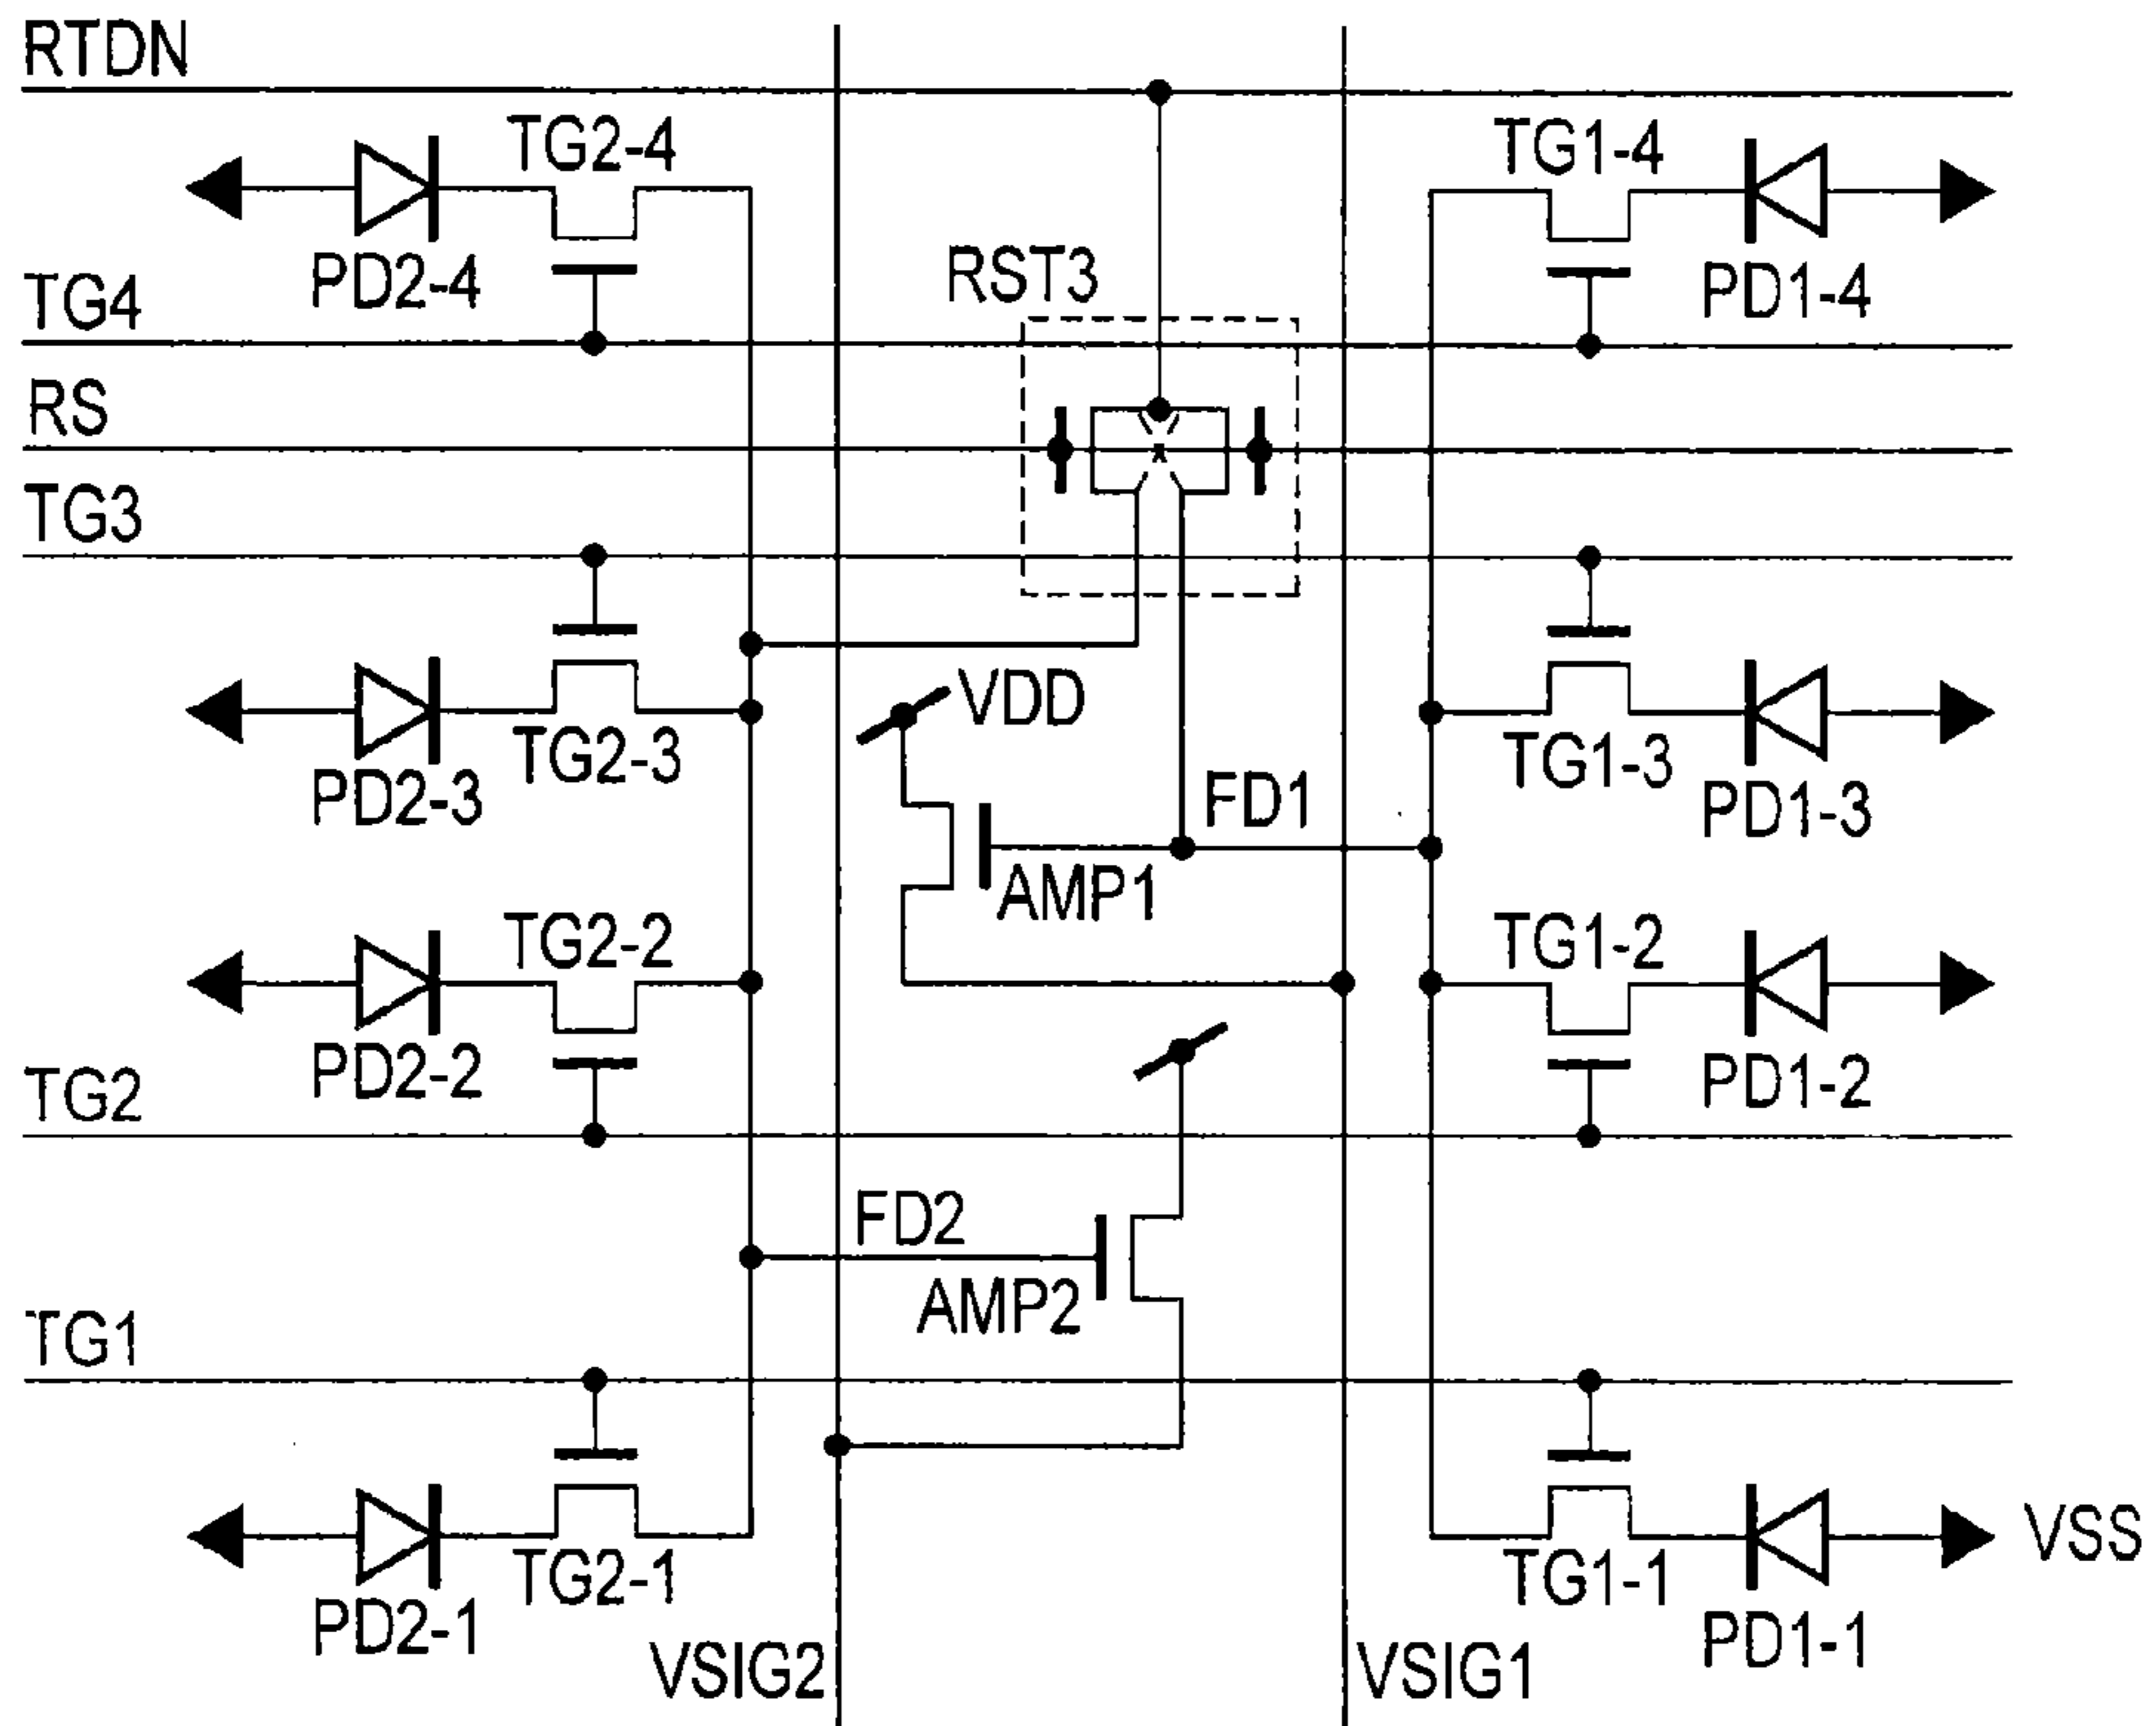 RTDN
TG2-4
TG1-4
PD2-4
RST3
PD1-4
TG4
RS
TG3
VDD
TG2-3
TG1-3
PD2-3
FD1
PD1-3
AMP1
TG2-2
TG1-2
PD2-2
PD1-2
TG2
FD2
AMP2
TG1
TG2-1
TG1-1
VSS
PD2-1
PD1-1
VSIG2
VSIG1